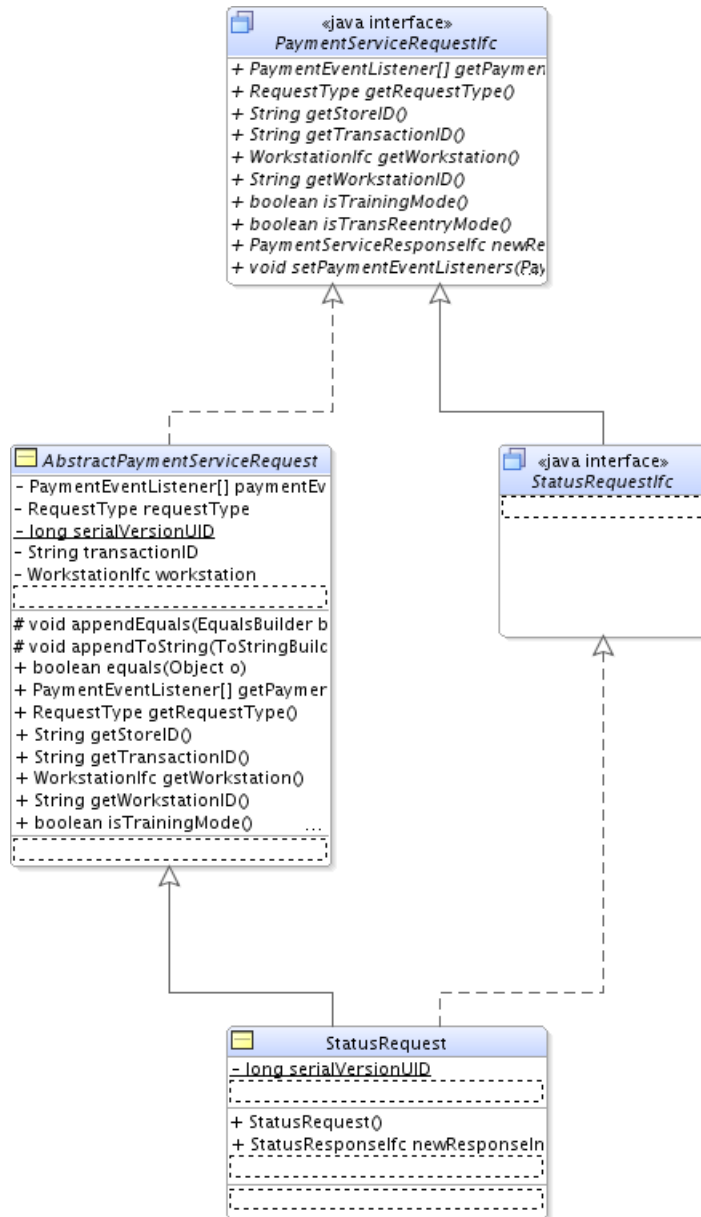 «java interface»
PaymentServiceRequestIfc
+ PaymentEventListener[] getPaymen
+ RequestType getRequestType()
+ String getStoreID()
+ String getTransactionID()
+ WorkstationIfc getWorkstation()
+ String getWorkstationID()
+ boolean isTrainingMode()
+ boolean isTransReentryMode()
+ PaymentServiceResponseIfc newRe
+ void setPaymentEventListeners(Pay...
AbstractPaymentServiceRequest
- PaymentEventListener[] paymentEv
- RequestType requestType
- long serialVersionUID
- String transactionID
- WorkstationIfc workstation
# void appendEquals(EqualsBuilder b
# void appendToString(ToStringBuilc
+ boolean equals(Object o)
+ PaymentEventListener[] getPaymer
+ RequestType getRequestType()
+ String getStoreID()
+ String getTransactionID()
+ WorkstationIfc getWorkstation()
+ String getWorkstationID()
+ boolean isTrainingMode() ...
«java interface»
StatusRequestIfc
StatusRequest
- long serialVersionUID
+ StatusRequest()
+ StatusResponseIfc newResponseIn